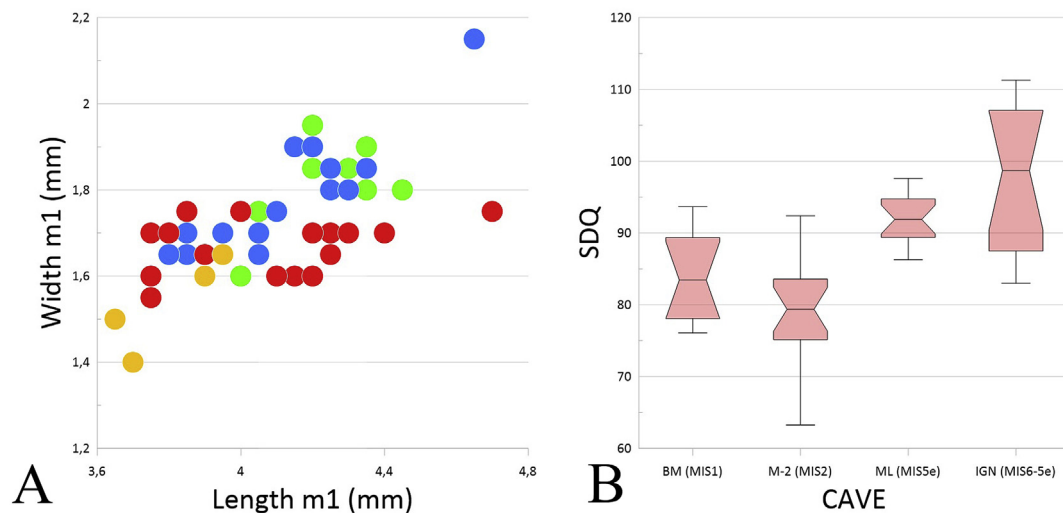 2,2
2
1,8
1,6
1,4
1,2
Width m1 (mm)
3,6 4 4,4 4,8
Length m1 (mm)
A
120
110
100
90
80
70
60
SDQ
BM (MIS1) M-2 (MIS2) ML (MIS5e) IGN (MIS6-5e)
CAVE
B